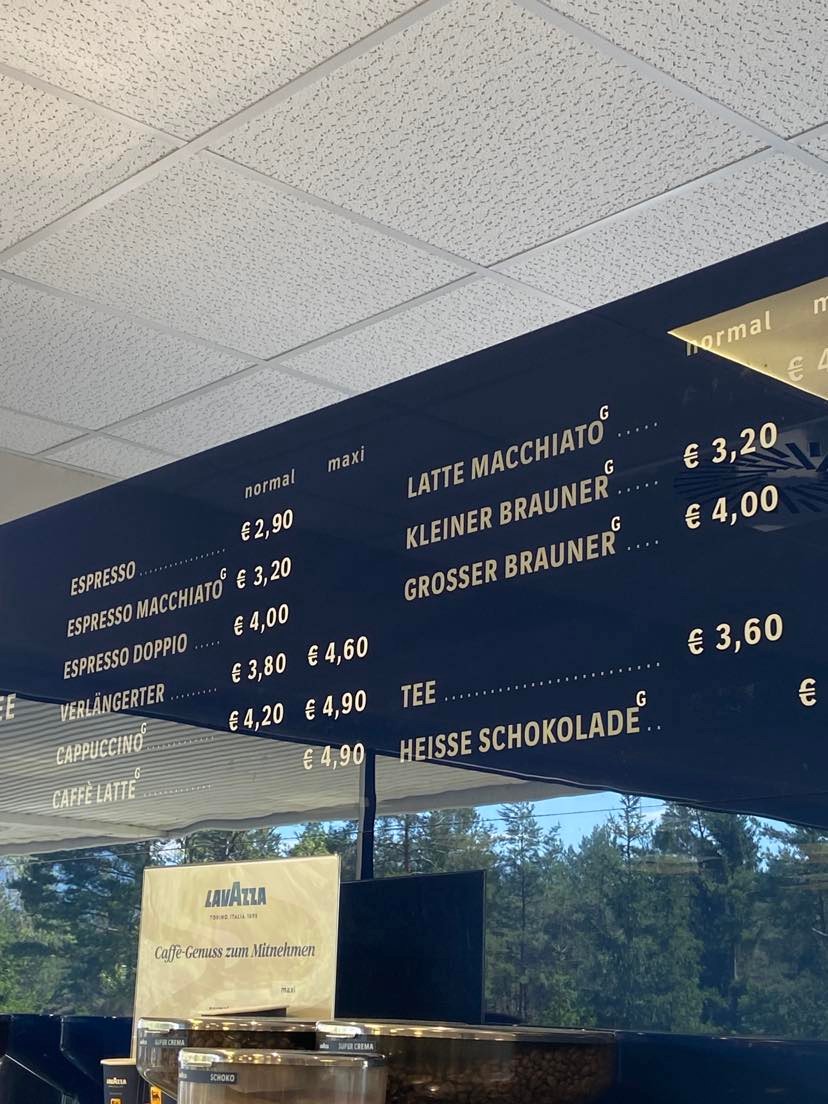 normal maxi
ESPRESSO .................. € 2,90
ESPRESSO MACCHIATO G € 3,20
ESPRESSO DOPPIO ..... € 4,00
VERLÄNGERTER ......... € 3,80 € 4,60
CAPPUCCINO G ............. € 4,20 € 4,90
CAFFÈ LATTE G ............. € 4,90
normal
LATTE MACCHIATO G ..... € 4
KLEINER BRAUNER G ..... € 3,20
GROSSER BRAUNER G .... € 4,00
TEE ........................... € 3,60
HEISSE SCHOKOLADE G .. €
LAVAZZA
TORINO, ITALIA, 1895
Caffè-Genuss zum Mitnehmen
maxi
SUPER CREMA
SUPER CREMA
SCHOKO
LAVAZZA